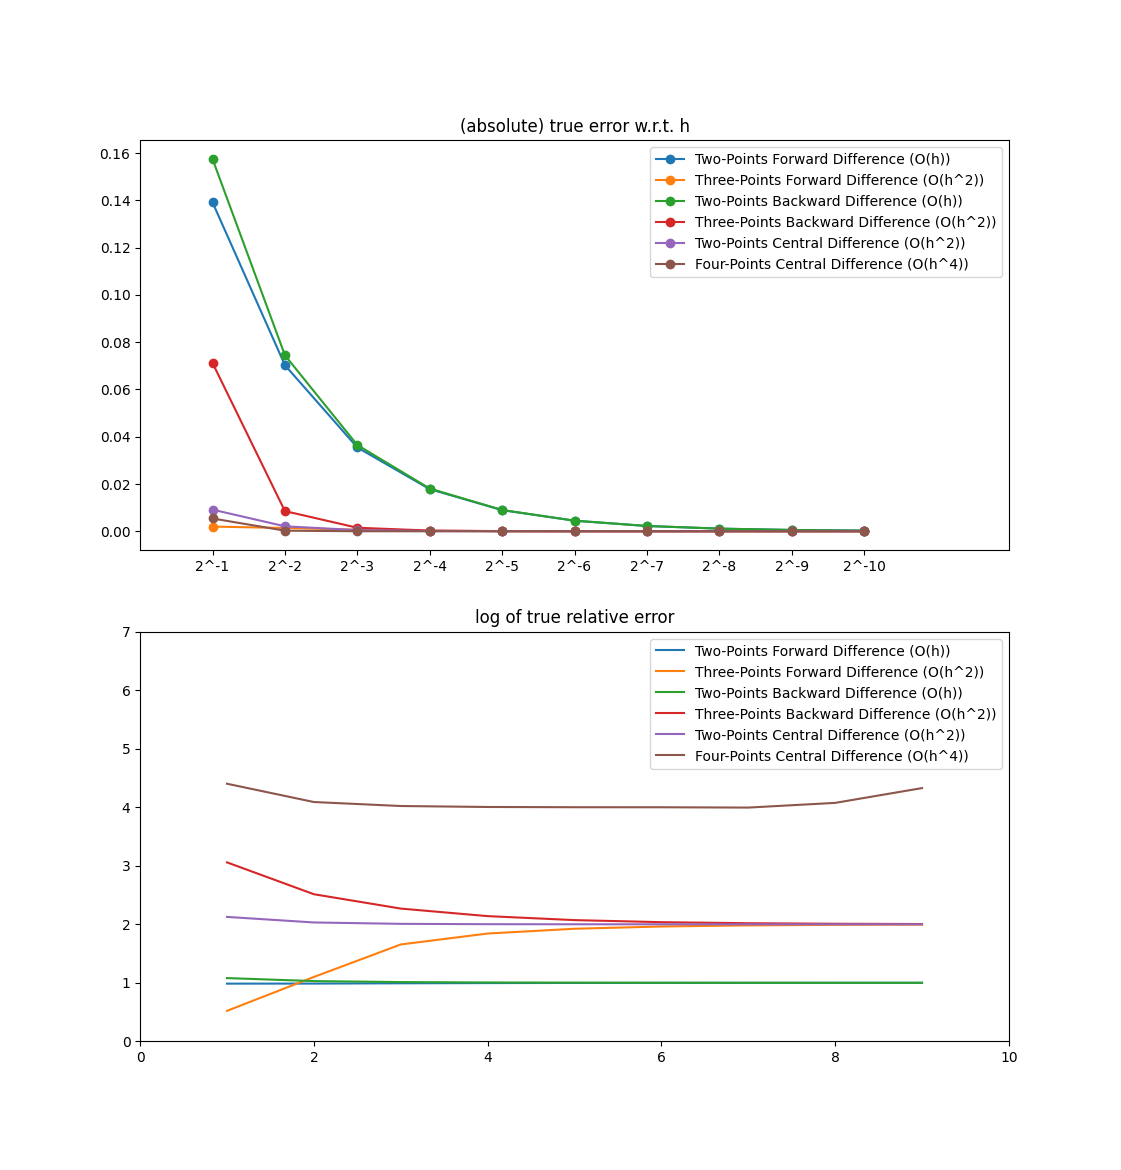 (absolute) true error w.r.t. h
0.16
0.14
0.12
0.10
0.08
0.06
0.04
0.02
0.00
Two-Points Forward Difference (O(h))
Three-Points Forward Difference (O(h^2))
Two-Points Backward Difference (O(h))
Three-Points Backward Difference (O(h^2))
Two-Points Central Difference (O(h^2))
Four-Points Central Difference (O(h^4))
2^-1 2^-2 2^-3 2^-4 2^-5 2^-6 2^-7 2^-8 2^-9 2^-10
log of true relative error
7
6
5
4
3
2
1
0
Two-Points Forward Difference (O(h))
Three-Points Forward Difference (O(h^2))
Two-Points Backward Difference (O(h))
Three-Points Backward Difference (O(h^2))
Two-Points Central Difference (O(h^2))
Four-Points Central Difference (O(h^4))
0 2 4 6 8 10